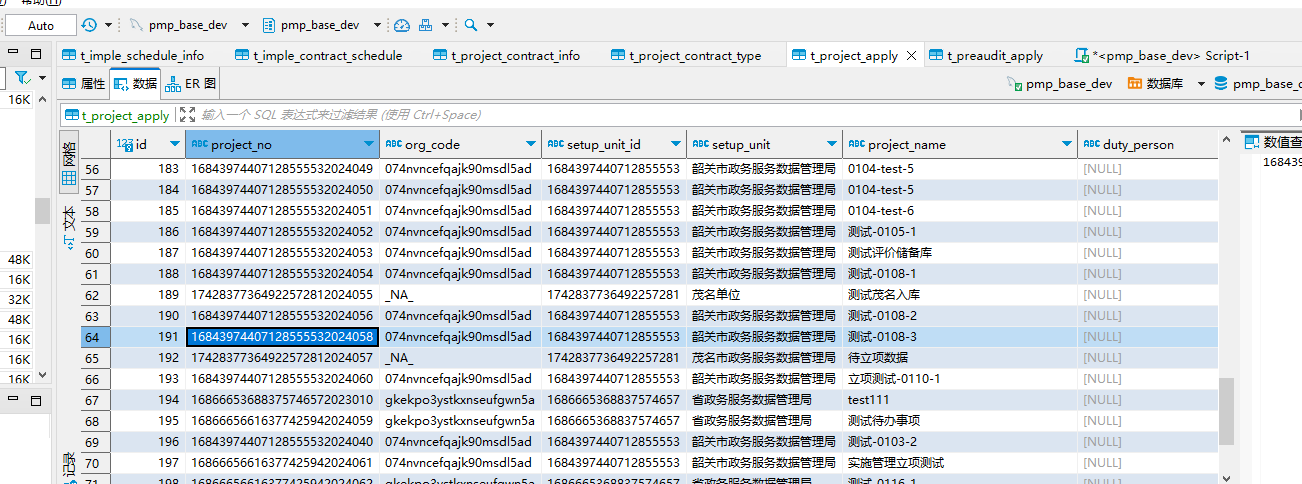 Auto pmp_base_dev pmp_base_dev
t_imple_schedule_info t_imple_contract_schedule t_project_contract_info t_project_contract_type t_project_apply t_preaudit_apply *<pmp_base_dev> Script-1
属性 数据 ER 图 pmp_base_dev 数据库 pmp_base_d
t_project_apply 输入一个 SQL 表达式来过滤结果 (使用 Ctrl+Space)
网格
文本
记录
16K
48K
16K
32K
48K
16K
16K
16K
123 id ABC project_no ABC org_code ABC setup_unit_id ABC setup_unit ABC project_name ABC duty_person
56 183 16843974407128555532024049 074nvncefqajk90msdl5ad 1684397440712855553 韶关市政务服务数据管理局 0104-test-5 [NULL]
57 184 16843974407128555532024050 074nvncefqajk90msdl5ad 1684397440712855553 韶关市政务服务数据管理局 0104-test-5 [NULL]
58 185 16843974407128555532024051 074nvncefqajk90msdl5ad 1684397440712855553 韶关市政务服务数据管理局 0104-test-6 [NULL]
59 186 16843974407128555532024052 074nvncefqajk90msdl5ad 1684397440712855553 韶关市政务服务数据管理局 测试-0105-1 [NULL]
60 187 16843974407128555532024053 074nvncefqajk90msdl5ad 1684397440712855553 韶关市政务服务数据管理局 测试评价储备库 [NULL]
61 188 16843974407128555532024054 074nvncefqajk90msdl5ad 1684397440712855553 韶关市政务服务数据管理局 测试-0108-1 [NULL]
62 189 17428377364922572812024055 _NA_ 1742837736492257281 茂名单位 测试茂名入库 [NULL]
63 190 16843974407128555532024056 074nvncefqajk90msdl5ad 1684397440712855553 韶关市政务服务数据管理局 测试-0108-2 [NULL]
64 191 16843974407128555532024058 074nvncefqajk90msdl5ad 1684397440712855553 韶关市政务服务数据管理局 测试-0108-3 [NULL]
65 192 17428377364922572812024057 _NA_ 1742837736492257281 茂名市政务服务数据管理局 待立项数据 [NULL]
66 193 16843974407128555532024060 074nvncefqajk90msdl5ad 1684397440712855553 韶关市政务服务数据管理局 立项测试-0110-1 [NULL]
67 194 16866653688375746572023010 gkekpo3ystkxnseufgwn5a 1686665368837574657 省政务服务数据管理局 test111 [NULL]
68 195 16866656616377425942024059 gkekpo3ystkxnseufgwn5a 1686665368837574657 省政务服务数据管理局 测试待办事项 [NULL]
69 196 16843974407128555532024040 074nvncefqajk90msdl5ad 1684397440712855553 韶关市政务服务数据管理局 测试-0103-2 [NULL]
70 197 16866656616377425942024061 074nvncefqajk90msdl5ad 1684397440712855553 韶关市政务服务数据管理局 实施管理立项测试 [NULL]
数值查
168439